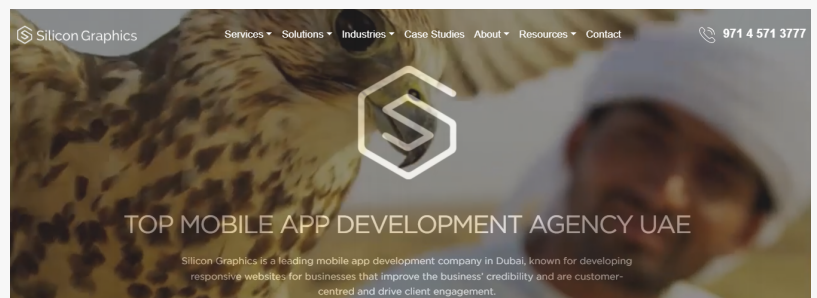 Silicon Graphics
Services Solutions Industries Case Studies About Resources Contact
971 4 571 3777
TOP MOBILE APP DEVELOPMENT AGENCY UAE
Silicon Graphics is a leading mobile app development company in Dubai, known for developing
responsive websites for businesses that improve the business' credibility and are customer-
centred and drive client engagement.